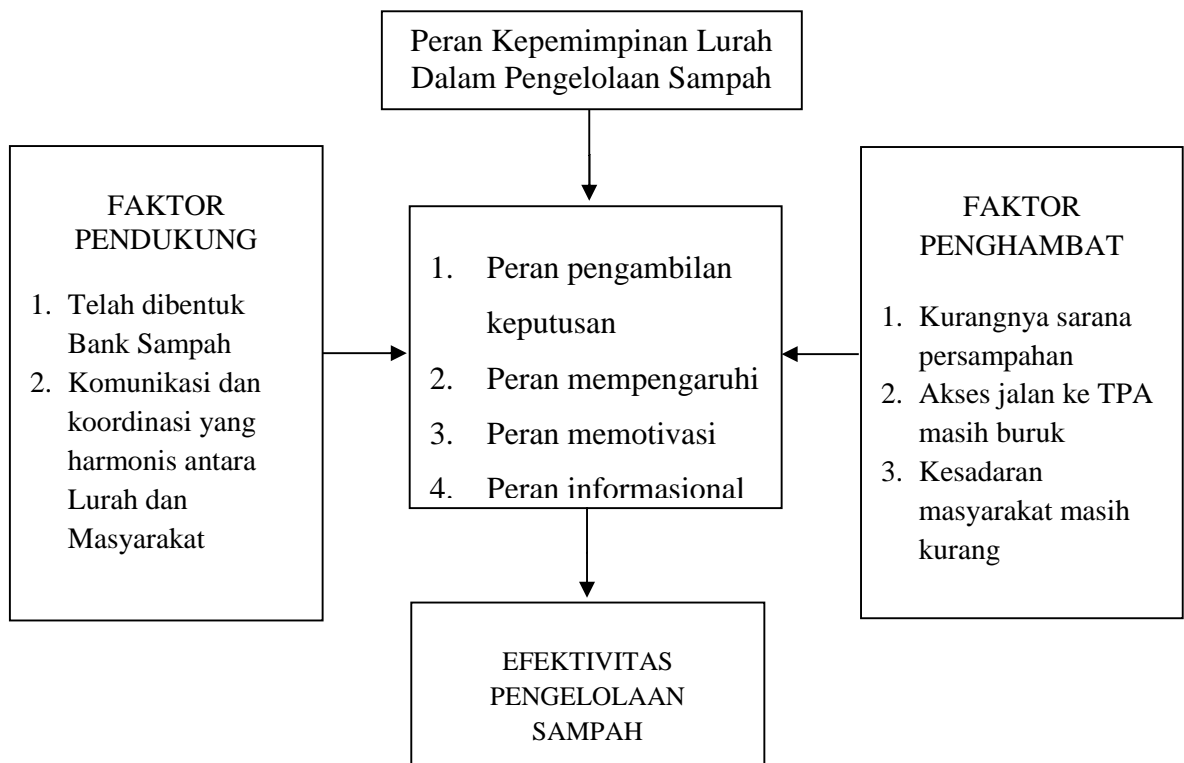 Peran Kepemimpinan Lurah
Dalam Pengelolaan Sampah
FAKTOR
PENDUKUNG
1. Telah dibentuk
Bank Sampah
2. Komunikasi dan
koordinasi yang
harmonis antara
Lurah dan
Masyarakat
1. Peran pengambilan
keputusan
2. Peran mempengaruhi
3. Peran memotivasi
4. Peran informasional
FAKTOR
PENGHAMBAT
1. Kurangnya sarana
persampahan
2. Akses jalan ke TPA
masih buruk
3. Kesadaran
masyarakat masih
kurang
EFEKTIVITAS
PENGELOLAAN
SAMPAH